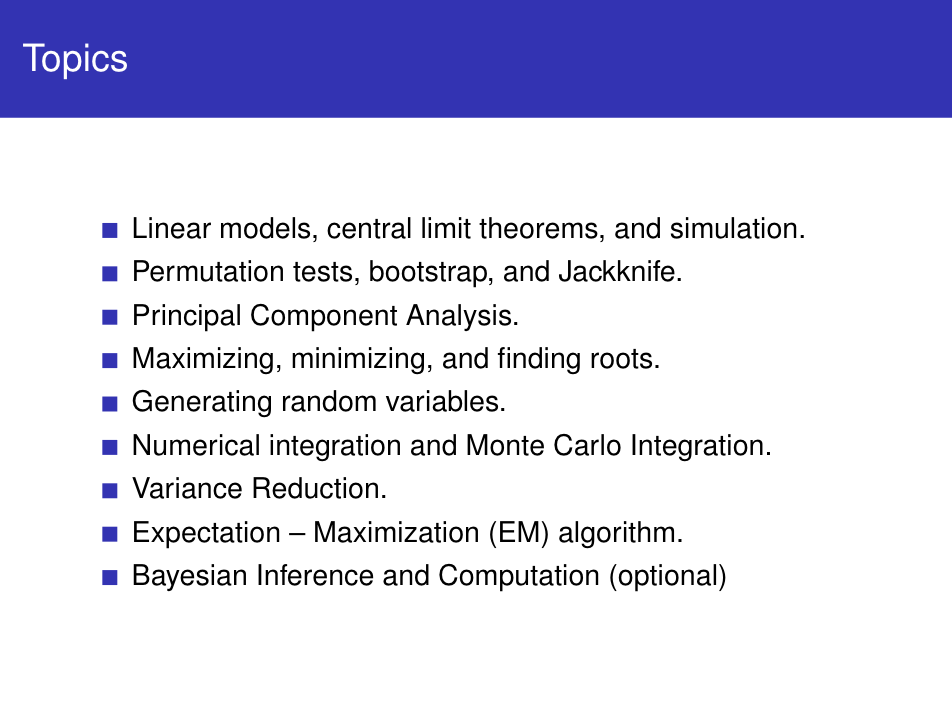 Topics
Linear models, central limit theorems, and simulation.
Permutation tests, bootstrap, and Jackknife.
Principal Component Analysis.
Maximizing, minimizing, and finding roots.
Generating random variables.
Numerical integration and Monte Carlo Integration.
Variance Reduction.
Expectation – Maximization (EM) algorithm.
Bayesian Inference and Computation (optional)